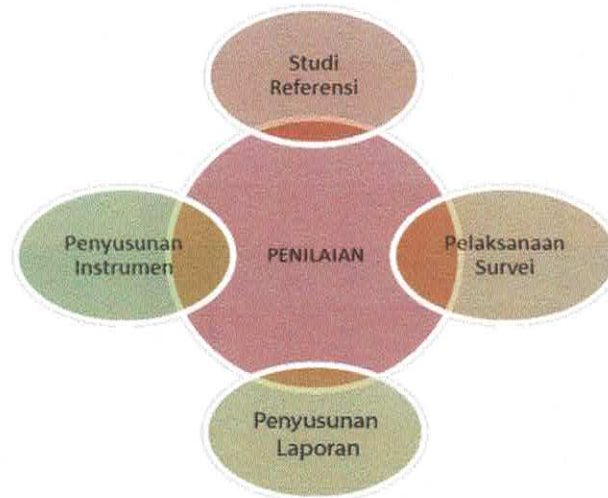 Studi
Referensi
Penyusunan
Instrumen
PENILAIAN
Pelaksanaan
Survei
Penyusunan
Laporan